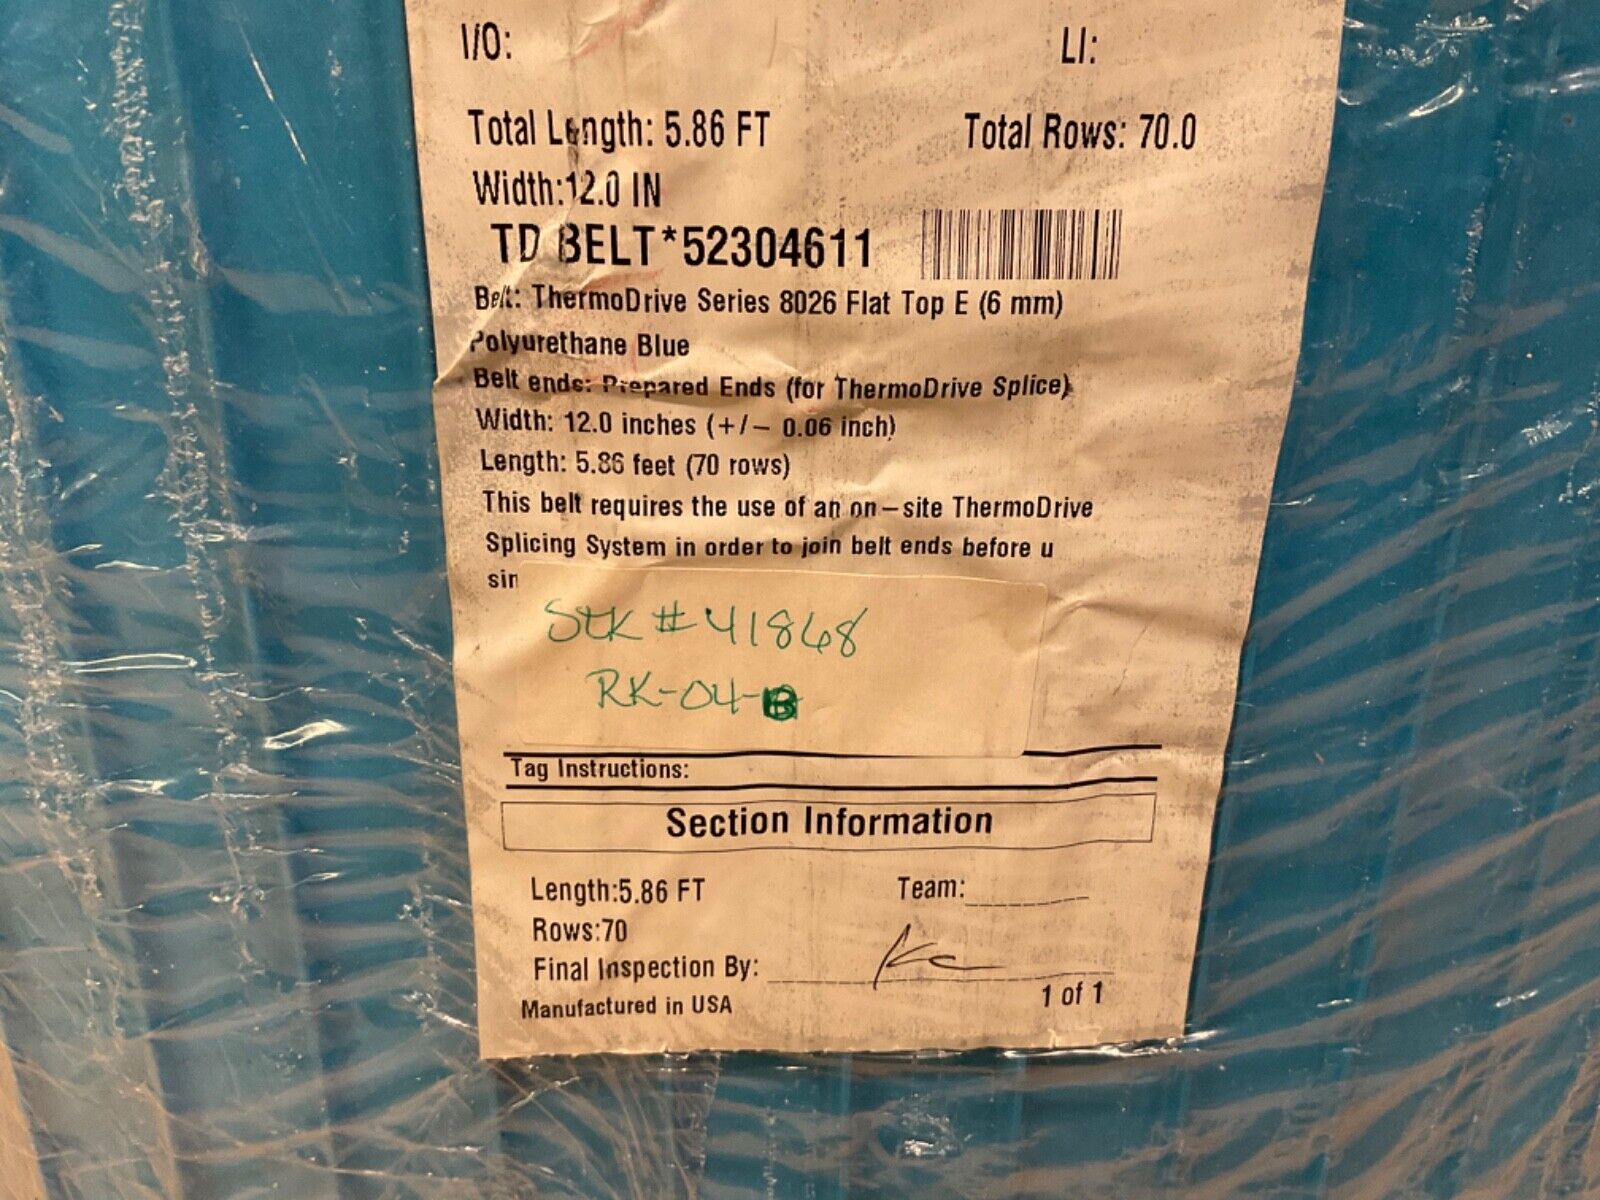 I/O: LI:
Total Length: 5.86 FT Total Rows: 70.0
Width:12.0 IN
TD BELT*52304611
Belt: ThermoDrive Series 8026 Flat Top E (6 mm)
Polyurethane Blue
Belt ends: Prepared Ends (for ThermoDrive Splice)
Width: 12.0 inches (+/- 0.06 inch)
Length: 5.86 feet (70 rows)
This belt requires the use of an on-site ThermoDrive
Splicing System in order to join belt ends before u
sin
Stk # 41868
RK-04-B
Tag Instructions:
Section Information
Length:5.86 FT Team:
Rows:70
Final Inspection By:
Manufactured in USA 1 of 1